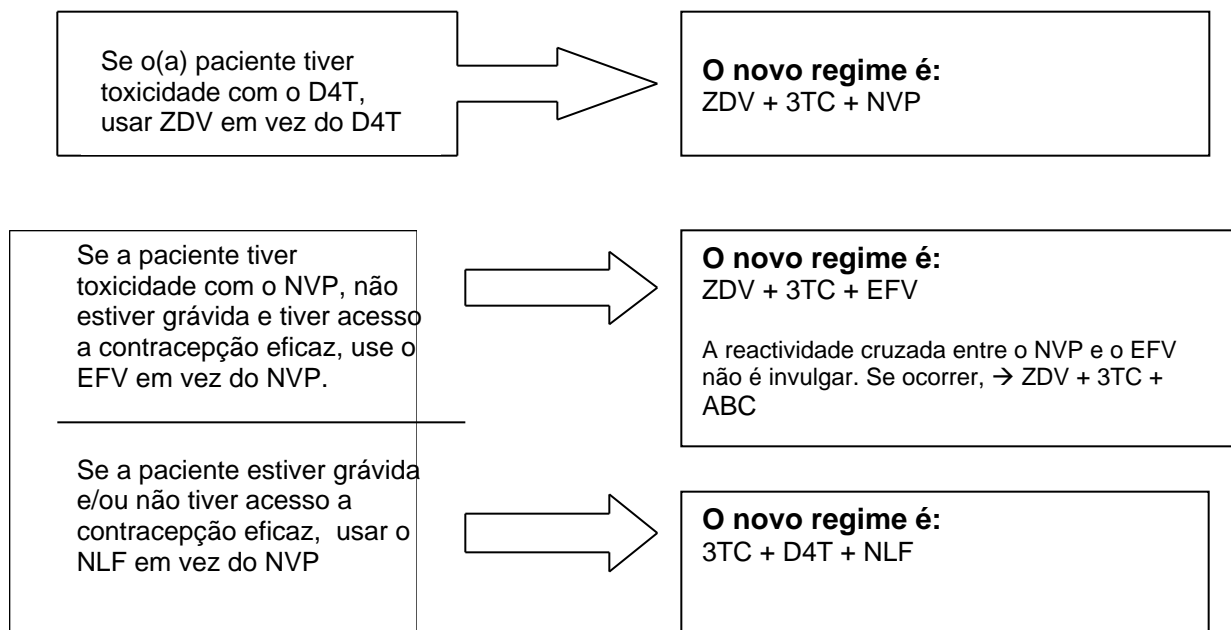 Se o(a) paciente tiver
toxicidade com o D4T,
usar ZDV em vez do D4T
O novo regime é:
ZDV + 3TC + NVP
Se a paciente tiver
toxicidade com o NVP, não
estiver grávida e tiver acesso
a contracepção eficaz, use o
EFV em vez do NVP.
O novo regime é:
ZDV + 3TC + EFV
A reactividade cruzada entre o NVP e o EFV
não é invulgar. Se ocorrer, → ZDV + 3TC +
ABC
Se a paciente estiver grávida
e/ou não tiver acesso a
contracepção eficaz, usar o
NLF em vez do NVP
O novo regime é:
3TC + D4T + NLF